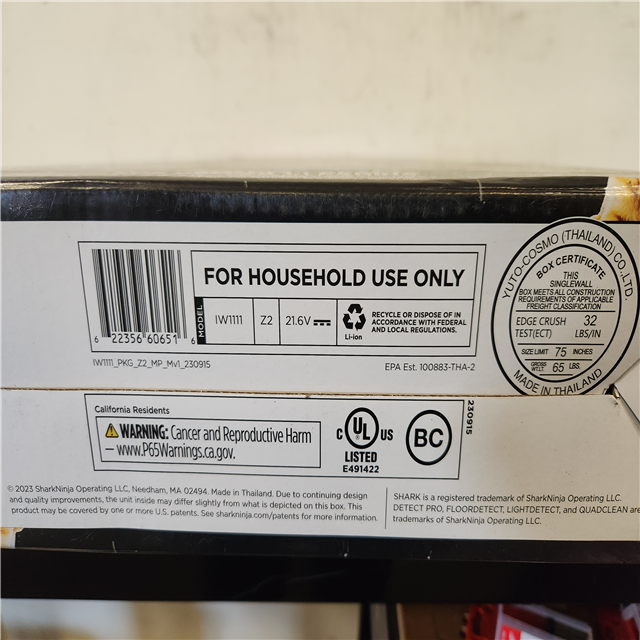 FOR HOUSEHOLD USE ONLY
MODEL
IW1111
Z2
21.6V
Li-ion
RECYCLE OR DISPOSE OF IN
ACCORDANCE WITH FEDERAL
AND LOCAL REGULATIONS.
6 22356 60651 6
IW1111_PKG_Z2_MP_Mv1_230915
EPA Est. 100883-THA-2
YUTO-COSMO (THAILAND) CO.,LTD.
BOX CERTIFICATE
THIS
SINGLEWALL
BOX MEETS ALL CONSTRUCTION
REQUIREMENTS OF APPLICABLE
FREIGHT CLASSIFICATION
EDGE CRUSH 32
TEST(ECT) LBS/IN
SIZE LIMIT 75 INCHES
GROSS
WT.LT. 65 LBS.
MADE IN THAILAND
California Residents
WARNING: Cancer and Reproductive Harm
— www.P65Warnings.ca.gov.
C UL US
LISTED
E491422
BC
230915
© 2023 SharkNinja Operating LLC, Needham, MA 02494. Made in Thailand. Due to continuing design
and quality improvements, the unit inside may differ slightly from what is depicted on this box. This
product may be covered by one or more U.S. patents. See sharkninja.com/patents for more information.
SHARK is a registered trademark of SharkNinja Operating LLC.
DETECT PRO, FLOORDETECT, LIGHTDETECT, and QUADCLEAN are
trademarks of SharkNinja Operating LLC.